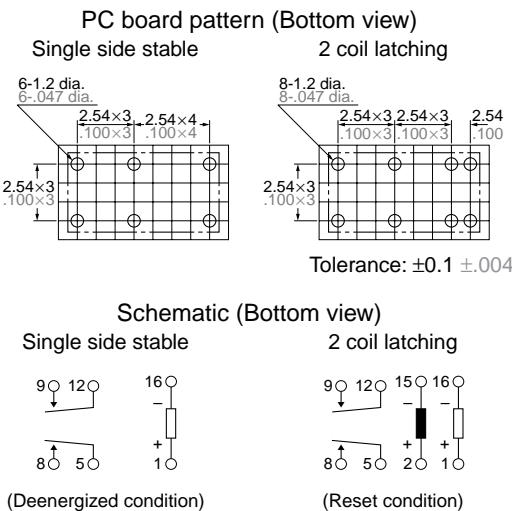 PC board pattern (Bottom view)
Single side stable
2 coil latching
6-1.2 dia.
6-.047 dia.
2.54×3 2.54×4
.100×3 .100×4
2.54×3
.100×3
8-1.2 dia.
8-.047 dia.
2.54×3 2.54×3 2.54
.100×3 .100×3 .100
2.54×3
.100×3
Tolerance: ±0.1 ±.004
Schematic (Bottom view)
Single side stable
2 coil latching
9 12 16
–
+
8 5 1
(Deenergized condition)
9 12 15 16
– –
+ +
8 5 2 1
(Reset condition)